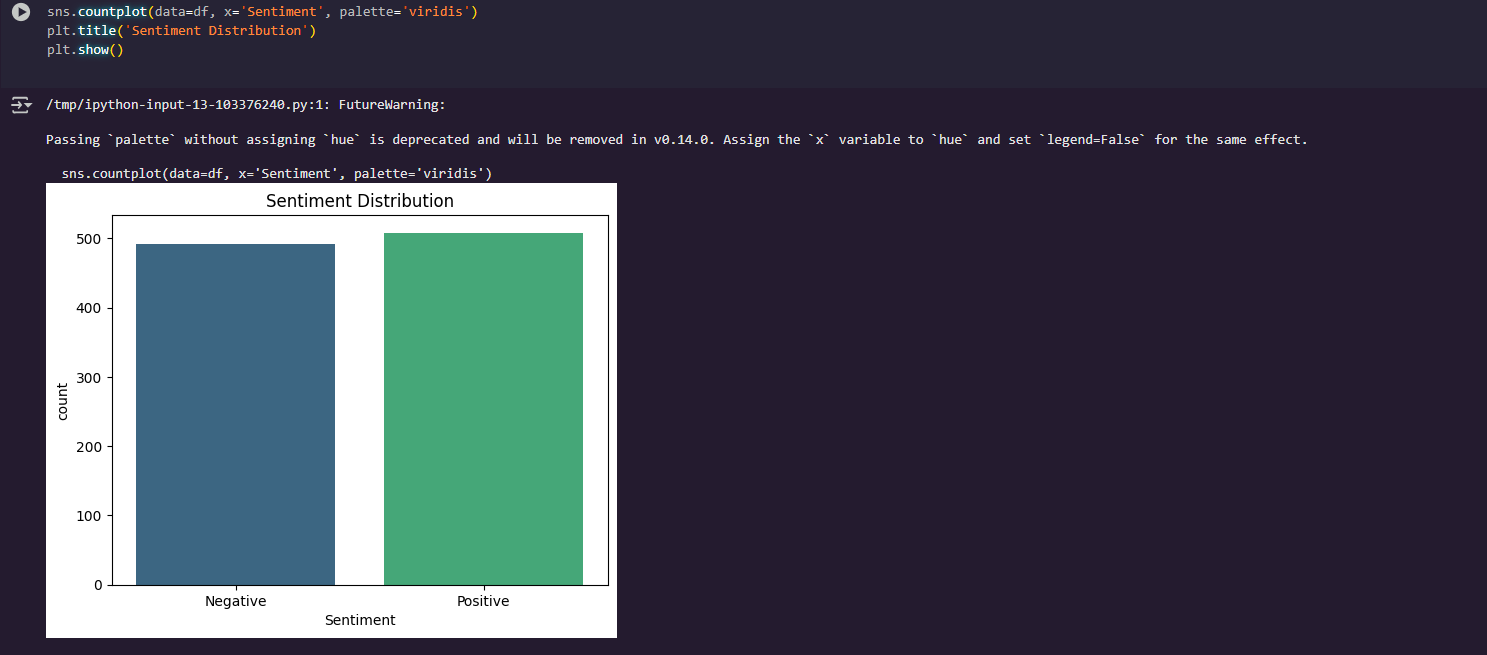 sns.countplot(data=df, x='Sentiment', palette='viridis')
plt.title('Sentiment Distribution')
plt.show()
/tmp/ipython-input-13-103376240.py:1: FutureWarning:
Passing `palette` without assigning `hue` is deprecated and will be removed in v0.14.0. Assign the `x` variable to `hue` and set `legend=False` for the same effect.
sns.countplot(data=df, x='Sentiment', palette='viridis')
Sentiment Distribution
500
400
300
200
100
0
count
Negative Positive
Sentiment